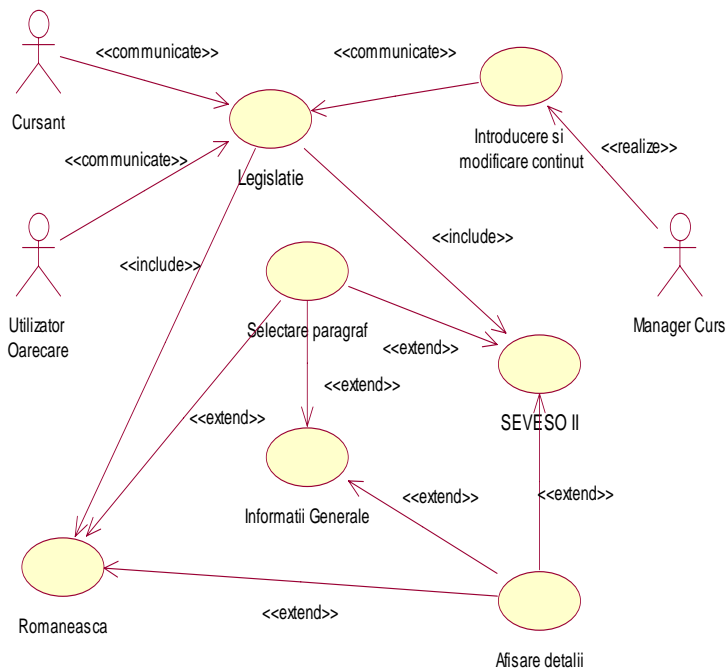 <<communicate>>
<<communicate>>
Cursant
Introducere si
modificare continut
<<realize>>
<<communicate>>
Legislatie
<<include>>
<<include>>
Utilizator
Oarecare
Selectare paragraf
Manager Curs
<<extend>>
<<extend>>
<<extend>>
SEVESO II
<<extend>>
<<extend>>
Informatii Generale
<<extend>>
Romaneasca
Afisare detalii